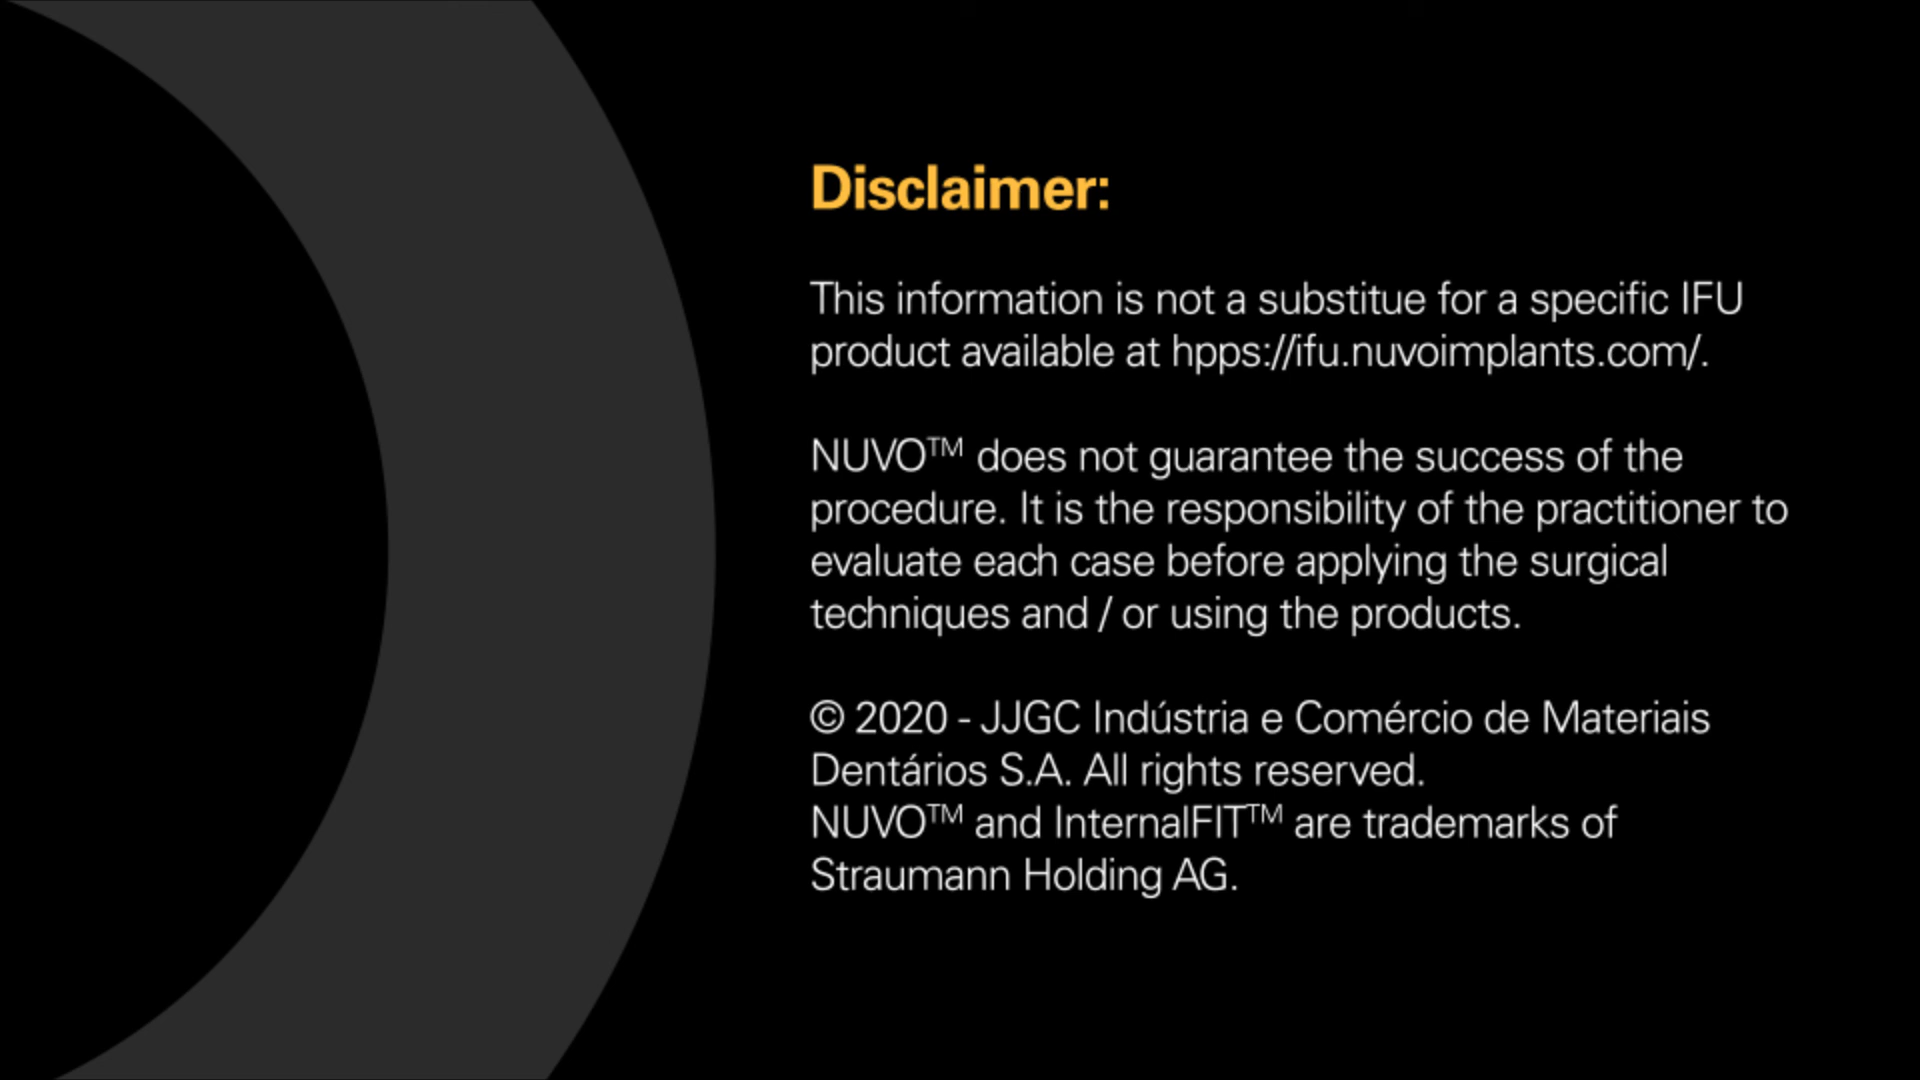 Disclaimer:
This information is not a substitue for a specific IFU
product available at hpps://ifu.nuvoimplants.com/.
NUVO™ does not guarantee the success of the
procedure. It is the responsibility of the practitioner to
evaluate each case before applying the surgical
techniques and / or using the products.
© 2020 - JJGC Indústria e Comércio de Materiais
Dentários S.A. All rights reserved.
NUVO™ and InternalFIT™ are trademarks of
Straumann Holding AG.